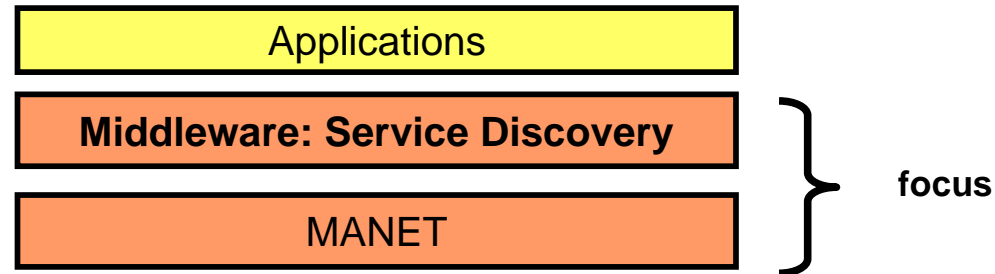 Applications
Middleware: Service Discovery
focus
MANET